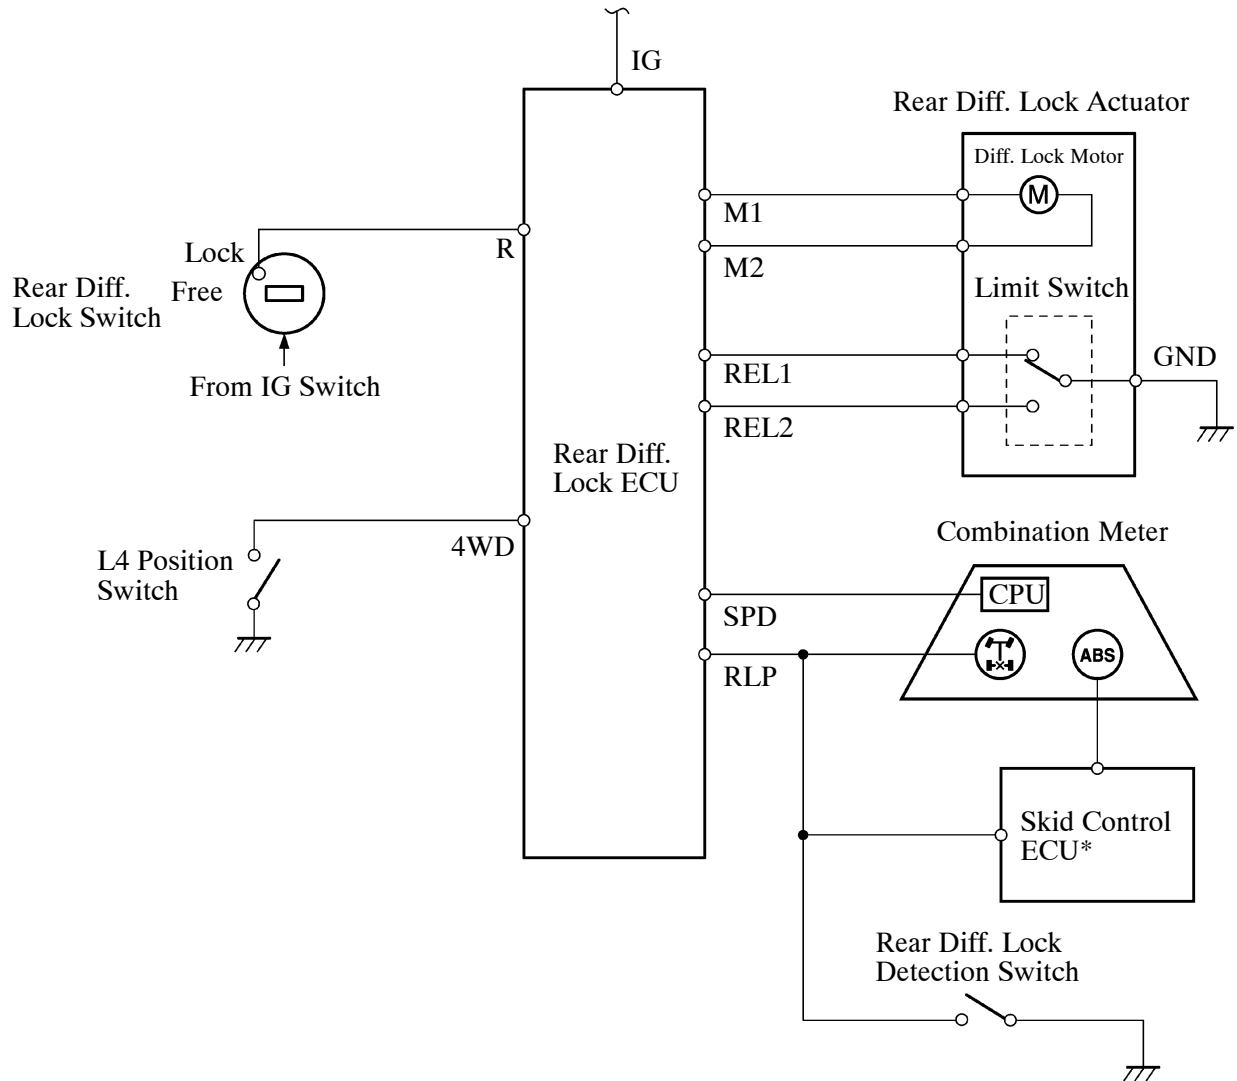 IG
Rear Diff. Lock Actuator
Diff. Lock Motor
M
M1
M2
R
Lock
Free
Rear Diff.
Lock Switch
From IG Switch
Limit Switch
REL1
REL2
GND
Rear Diff.
Lock ECU
4WD
L4 Position
Switch
Combination Meter
CPU
SPD
ABS
RLP
Skid Control
ECU*
Rear Diff. Lock
Detection Switch